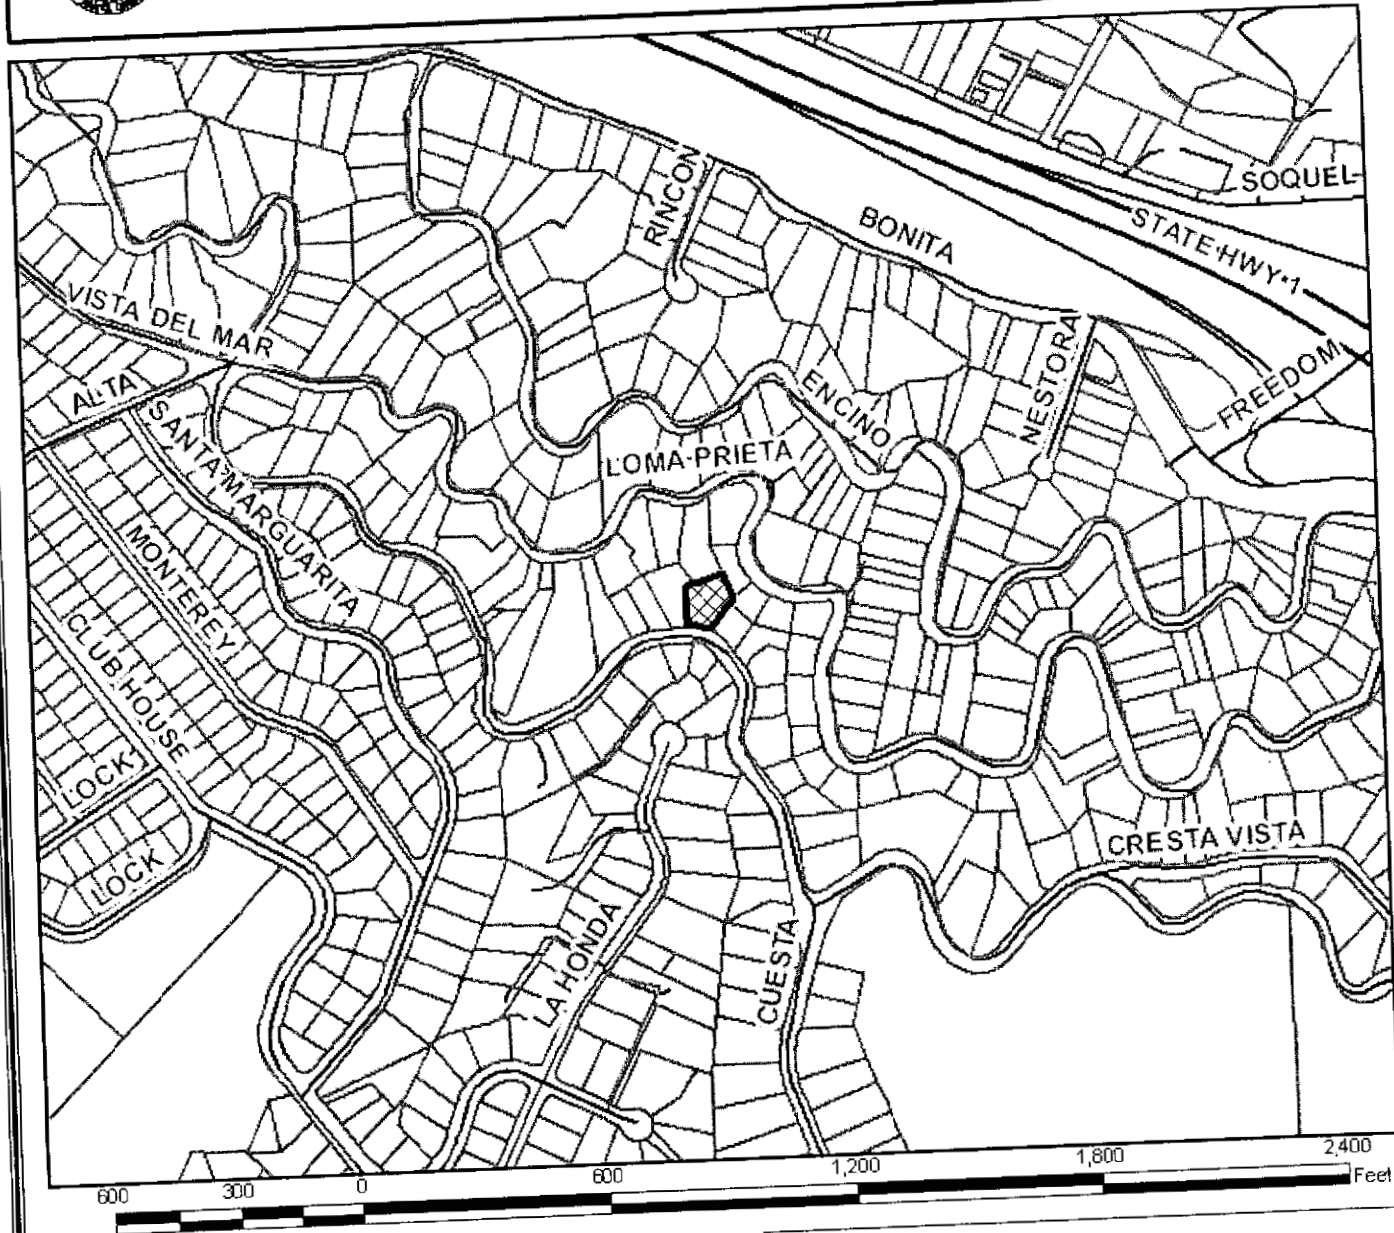 SOQUEL
STATE HWY 1
BONITA
RINCON
VISTA DEL MAR
ALTA
NESTORA
FREEDOM
ENCINO
LOMA PRIETA
SANTA MARGUARITA
MONTEREY
CLUB HOUSE
LOCK
LOCK
CRESTA VISTA
LA HONDA
CUESTA
600 300 0 600 1,200 1,800 2,400
Feet